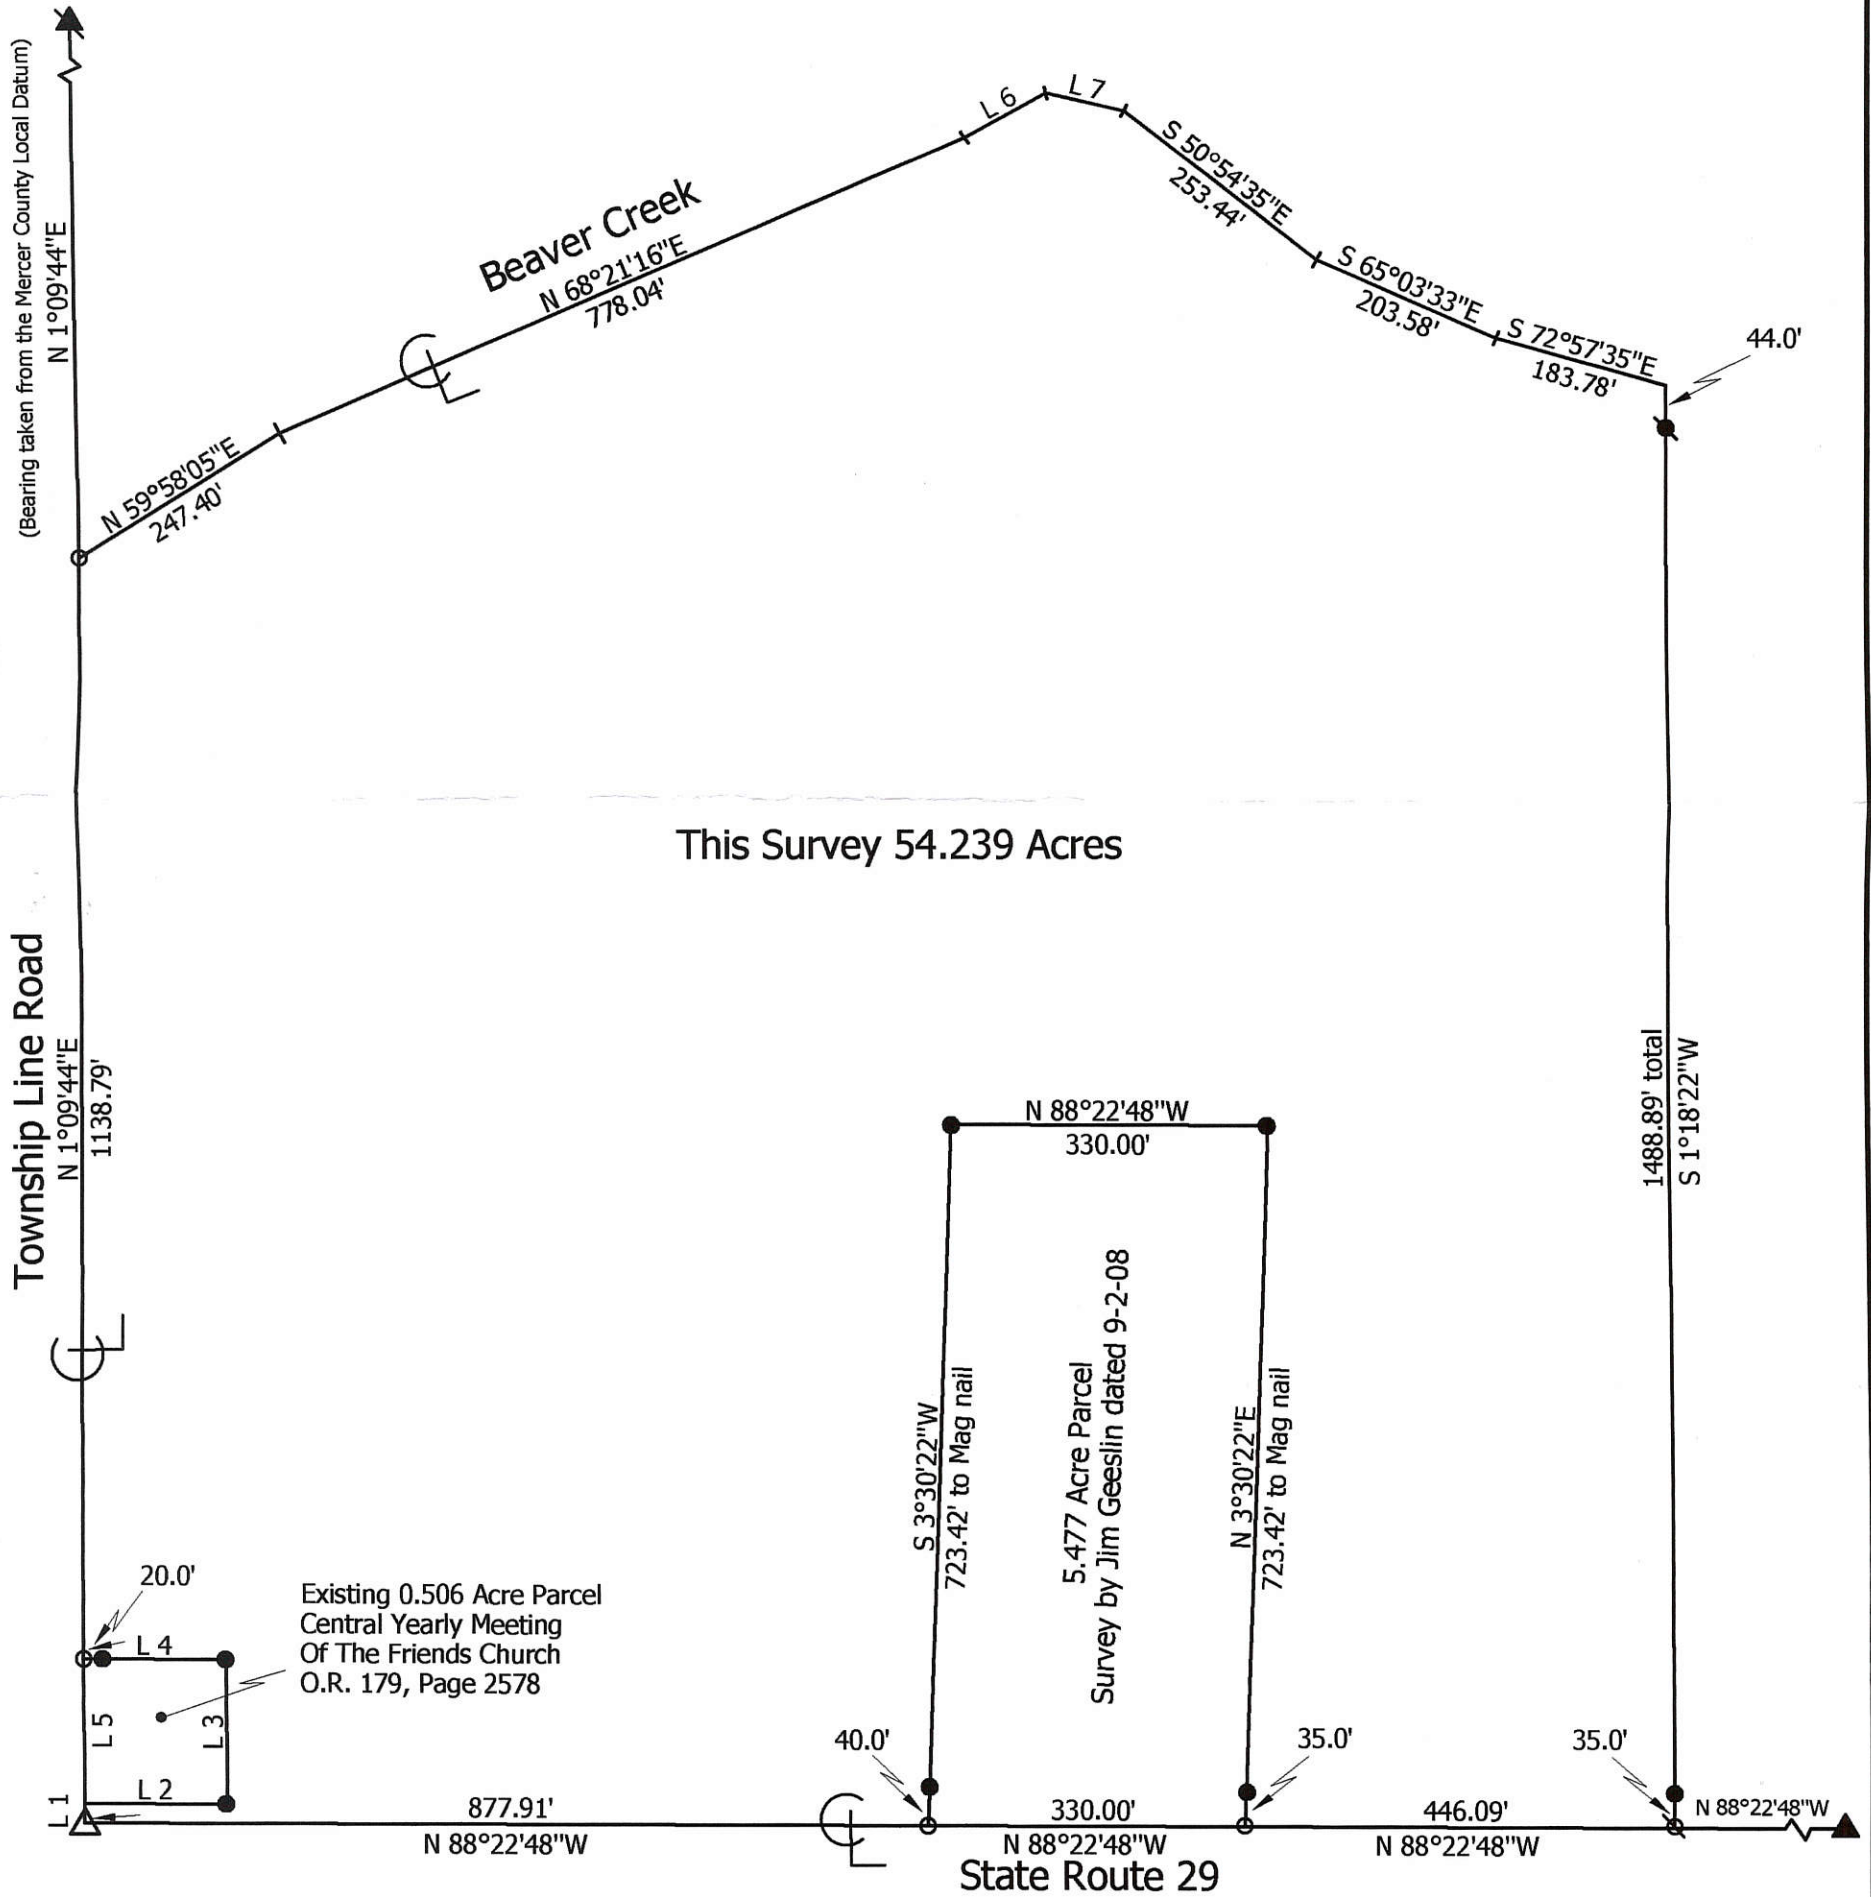 (Bearing taken from the Mercer County Local Datum)
N 1°09'44"E
L 6
L 7
S 50°54'35"E
253.44'
Beaver Creek
N 68°21'16"E
778.04'
S 65°03'33"E
203.58'
S 72°57'35"E
183.78'
44.0'
N 59°58'05"E
247.40'
This Survey 54.239 Acres
Township Line Road
N 1°09'44"E
1138.79'
1488.89' total
S 1°18'22"W
N 88°22'48"W
330.00'
S 3°30'22"W
723.42' to Mag nail
5.477 Acre Parcel
Survey by Jim Geeslin dated 9-2-08
N 3°30'22"E
723.42' to Mag nail
20.0'
Existing 0.506 Acre Parcel
Central Yearly Meeting
Of The Friends Church
O.R. 179, Page 2578
L 4
L 5
L 3
L 2
L 1
40.0'
35.0'
35.0'
877.91'
N 88°22'48"W
330.00'
N 88°22'48"W
446.09'
N 88°22'48"W
N 88°22'48"W
CL
CL
CL
State Route 29